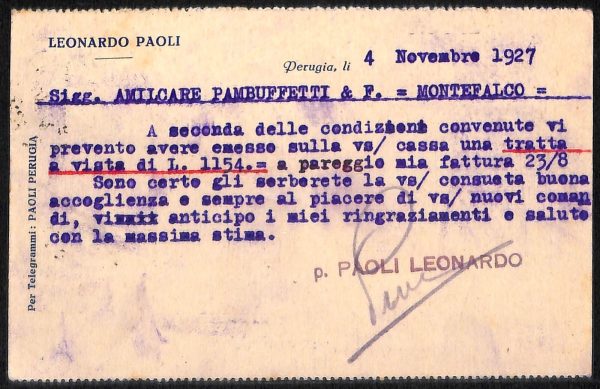 LEONARDO PAOLI
Perugia, li 4 Novembre 1927
Sigg. AMILCARE PAMBUFFETTI & F. = MONTEFALCO =
A seconda delle condizioni convenute vi
prevento avere emesso sulla vs/ cassa una tratta
a vista di L. 1154.= a pareggio mia fattura 23/8
Sono certo gli serberete la vs/ consueta buona
accoglienza e sempre al piacere di vs/ nuovi coman
di, vi anticipo i miei ringraziamenti e saluto
con la massima stima.
p. PAOLI LEONARDO
Per Telegrammi: PAOLI PERUGIA